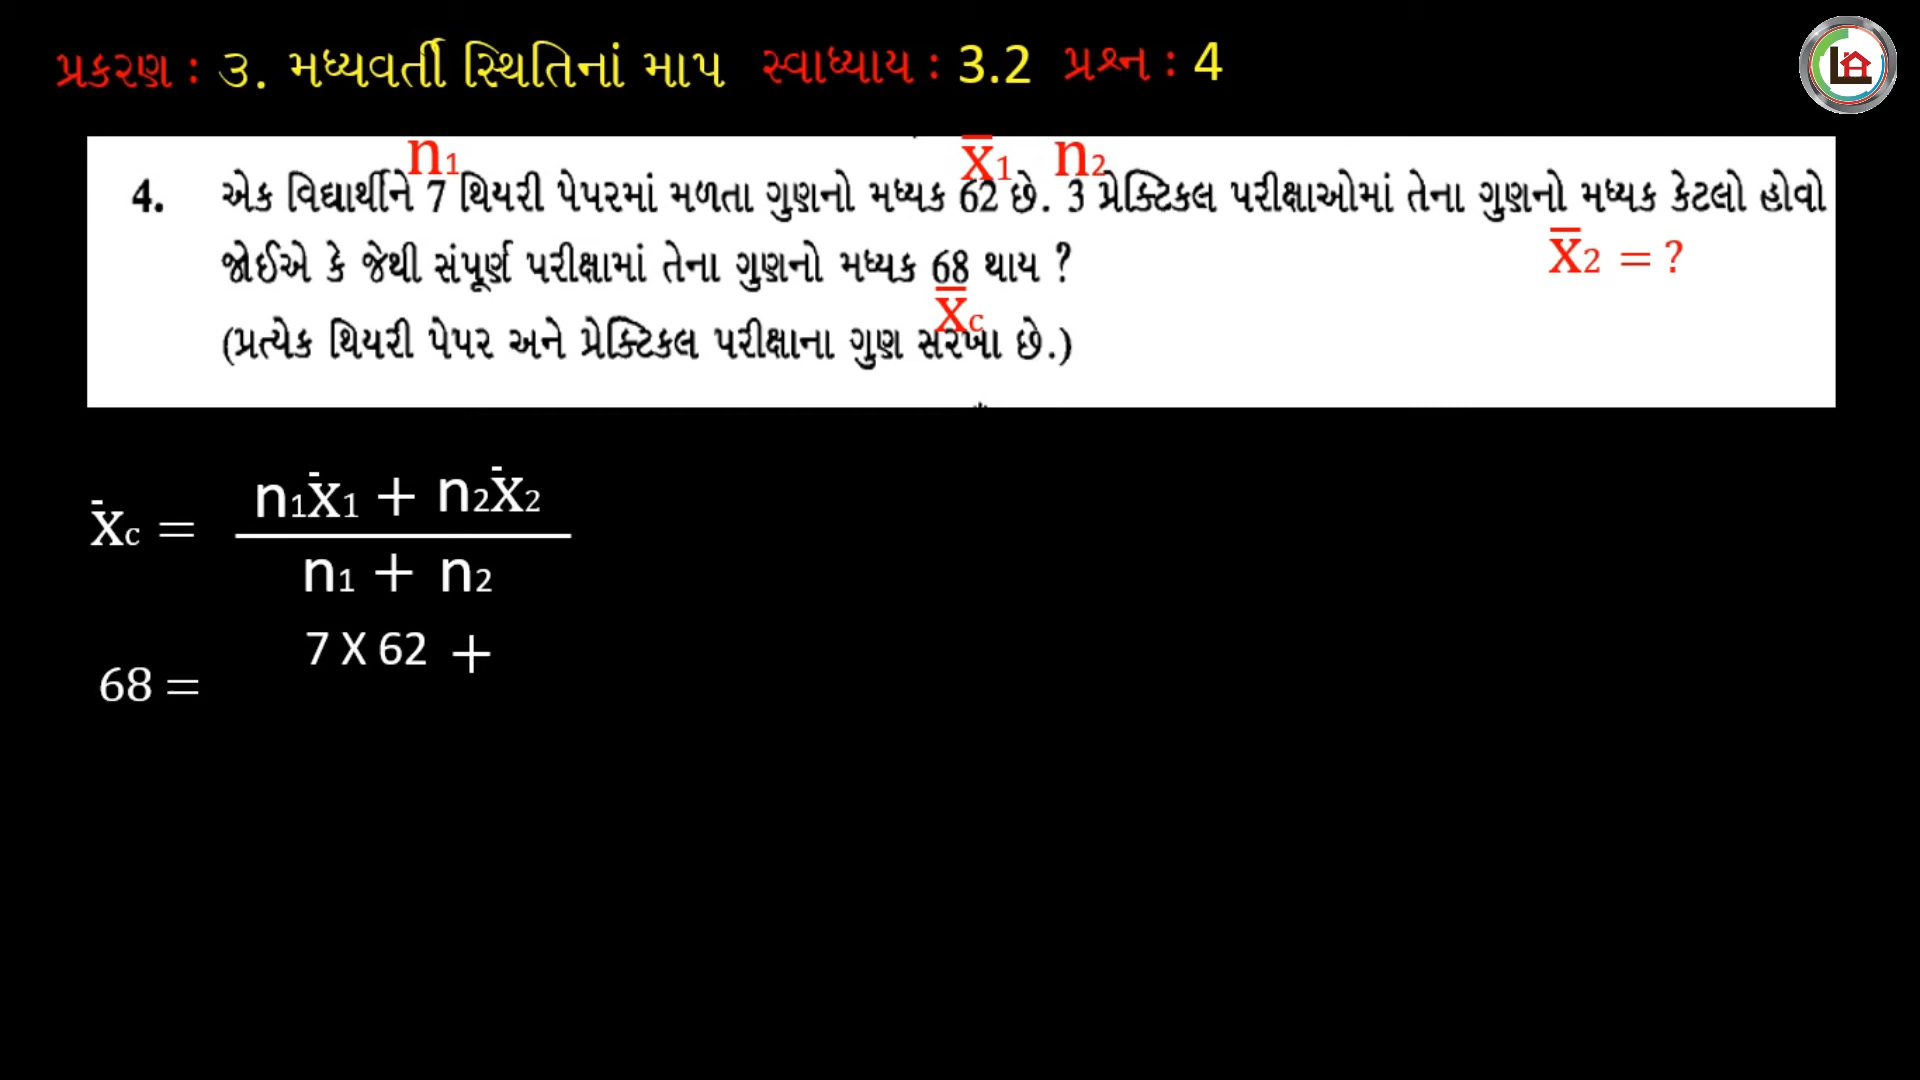 પ્રકરણ : ૩. મધ્યવર્તી સ્થિતિનાં માપ સ્વાધ્યાય : 3.2 પ્રશ્ન : 4
n1 x̄1 n2
4. એક વિદ્યાર્થીને 7 થિયરી પેપરમાં મળતા ગુણનો મધ્યક 62 છે. 3 પ્રેક્ટિકલ પરીક્ષાઓમાં તેના ગુણનો મધ્યક કેટલો હોવો
જોઈએ કે જેથી સંપૂર્ણ પરીક્ષામાં તેના ગુણનો મધ્યક 68 થાય ?
x̄2 = ?
x̄c
(પ્રત્યેક થિયરી પેપર અને પ્રેક્ટિકલ પરીક્ષાના ગુણ સરખા છે.)
n1x̄1 + n2x̄2
x̄c =
n1 + n2
7 X 62 +
68 =